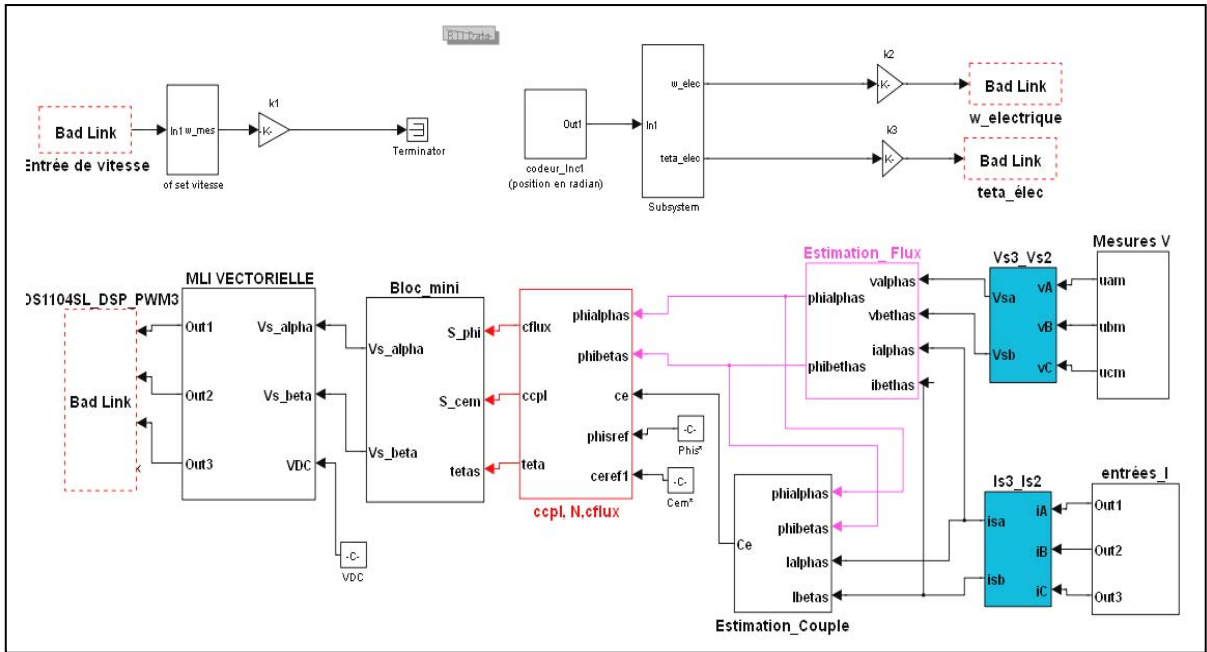 RTI Data
k2
w_elec
-K-
Bad Link
w_electrique
k1
Bad Link
In1
w_mes
-K-
Terminator
Entrée de vitesse
of set vitesse
Out1
codeur_Inc1
(position en radian)
In1
teta_elec
Subsystem
k3
-K-
Bad Link
teta_élec
DS1104SL_DSP_PWM3
Bad Link
MLI VECTORIELLE
Out1
Out2
Out3
Vs_alpha
Vs_beta
VDC
-C-
VDC
Bloc_mini
Vs_alpha
Vs_beta
S_phi
S_cem
tetas
cflux
ccpl
teta
phialphas
phibetas
ce
phisref
ceref1
ccpl, N,cflux
-C-
Phis*
-C-
Cem*
Estimation_ Flux
phialphas
phibethas
valphas
vbethas
ialphas
ibethas
Vs3_Vs2
Vsa
Vsb
vA
vB
vC
Mesures V
uam
ubm
ucm
Ce
phialphas
phibetas
Ialphas
Ibetas
Estimation_Couple
Is3_Is2
isa
isb
iA
iB
iC
entrées_I
Out1
Out2
Out3